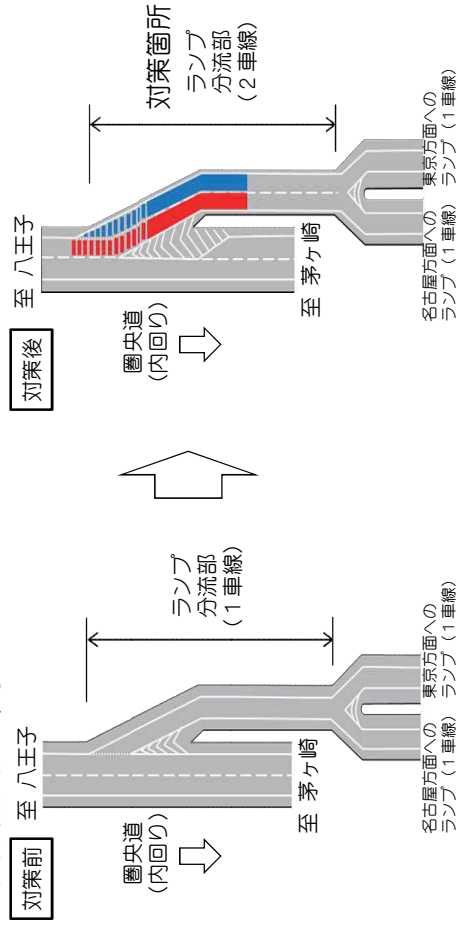 対策前
至 八王子
圏央道
(内回り)
ランプ
分流部
(1車線)
至 茅ヶ崎
名古屋方面への
ランプ（1車線）
東京方面への
ランプ（1車線）
対策後
至 八王子
圏央道
(内回り)
対策箇所
ランプ
分流部
(2車線)
至 茅ヶ崎
名古屋方面への
ランプ（1車線）
東京方面への
ランプ（1車線）